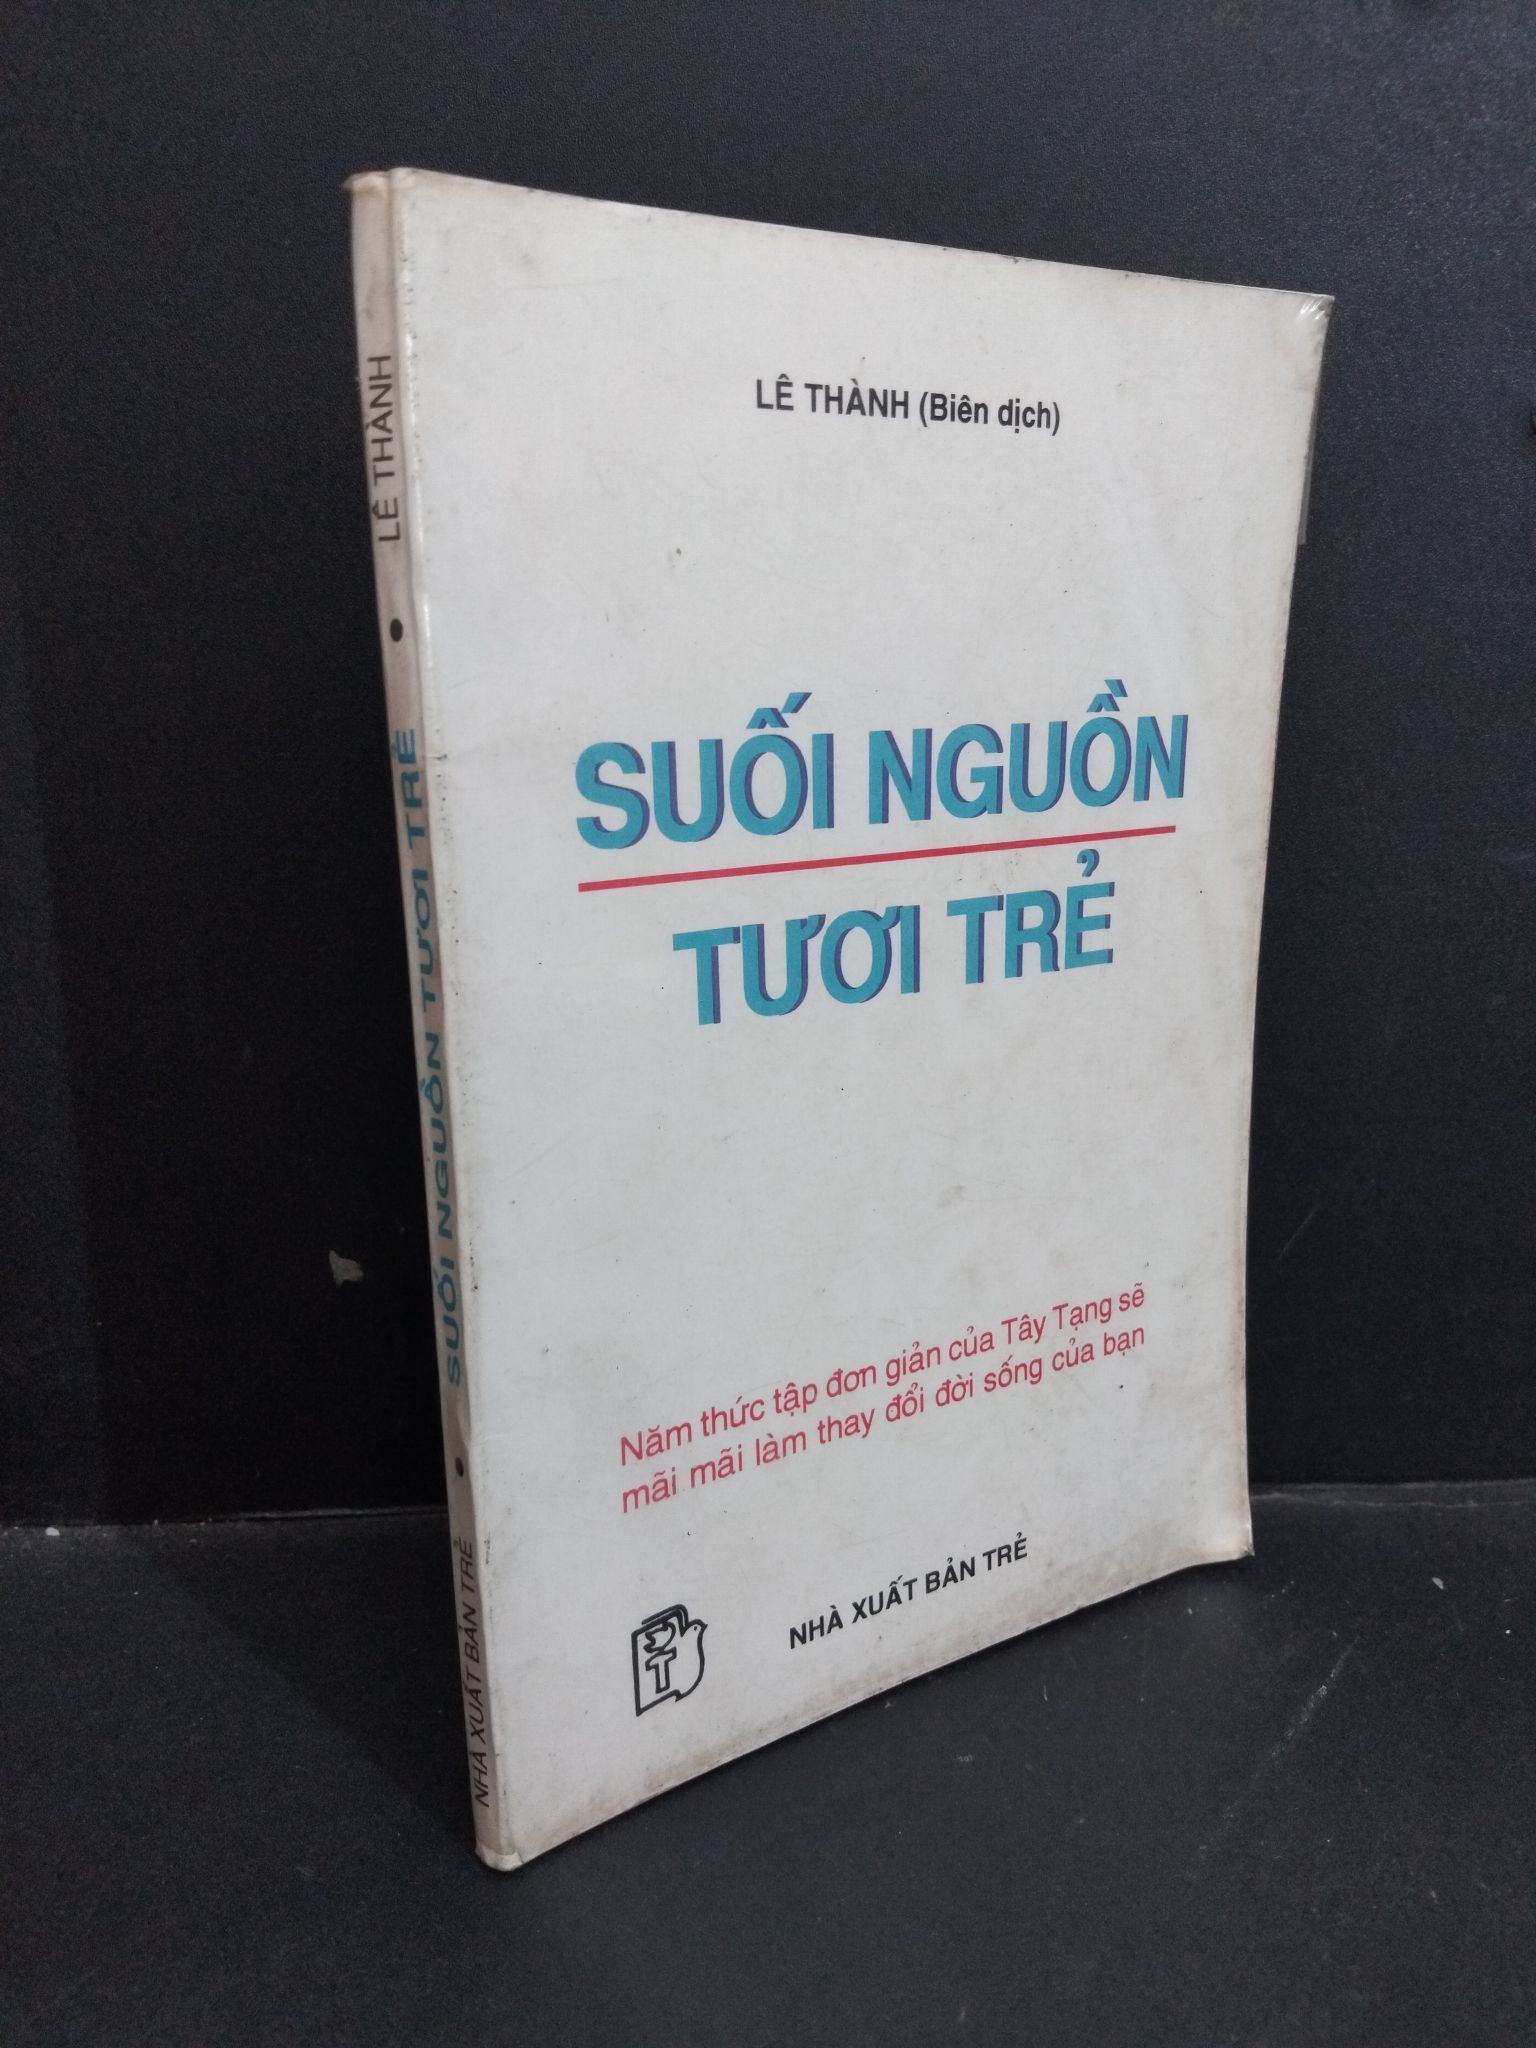 LÊ THÀNH (Biên dịch)
SUỐI NGUỒN
TƯƠI TRẺ
Năm thức tập đơn giản của Tây Tạng sẽ
mãi mãi làm thay đổi đời sống của bạn
NHÀ XUẤT BẢN TRẺ
NHÀ XUẤT BẢN TRẺ • SUỐI NGUỒN TƯƠI TRẺ • LÊ THÀNH